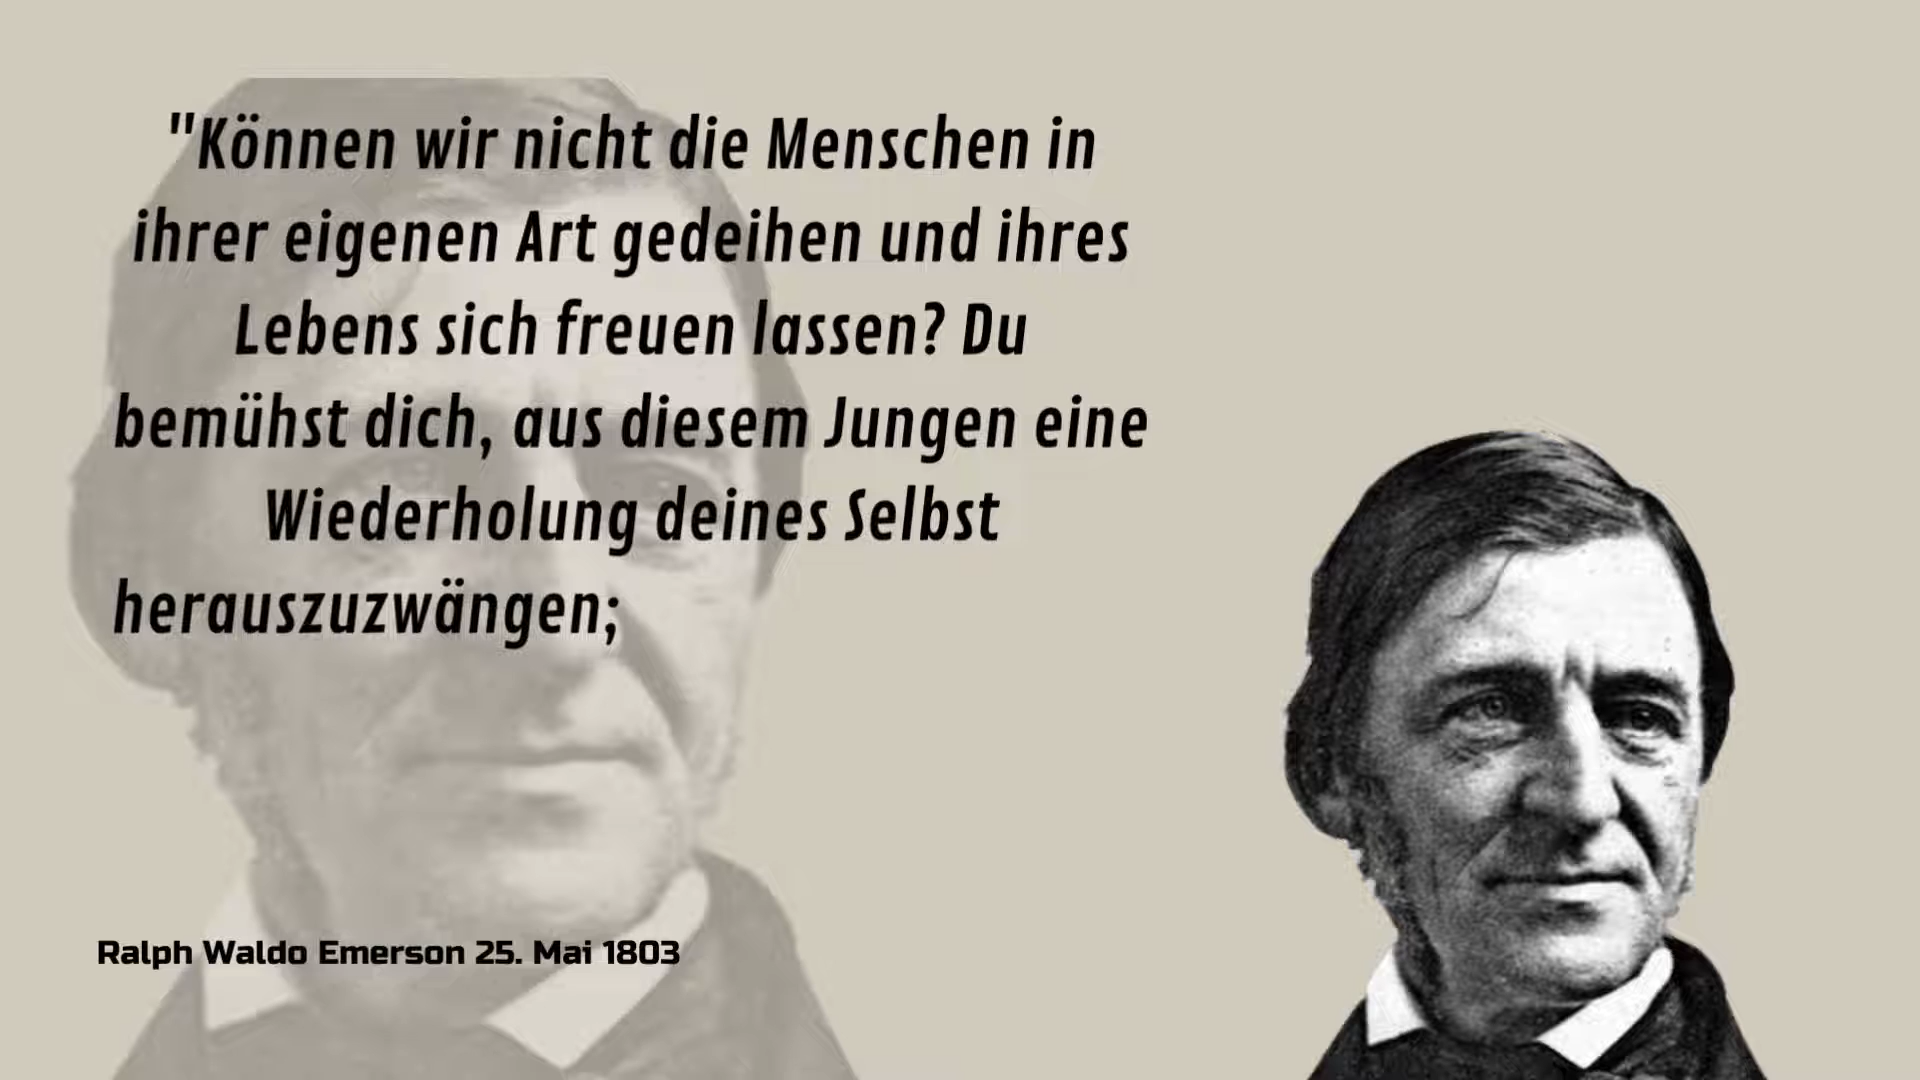 "Können wir nicht die Menschen in
ihrer eigenen Art gedeihen und ihres
Lebens sich freuen lassen? Du
bemühst dich, aus diesem Jungen eine
Wiederholung deines Selbst
herauszuzwängen;
Ralph Waldo Emerson 25. Mai 1803